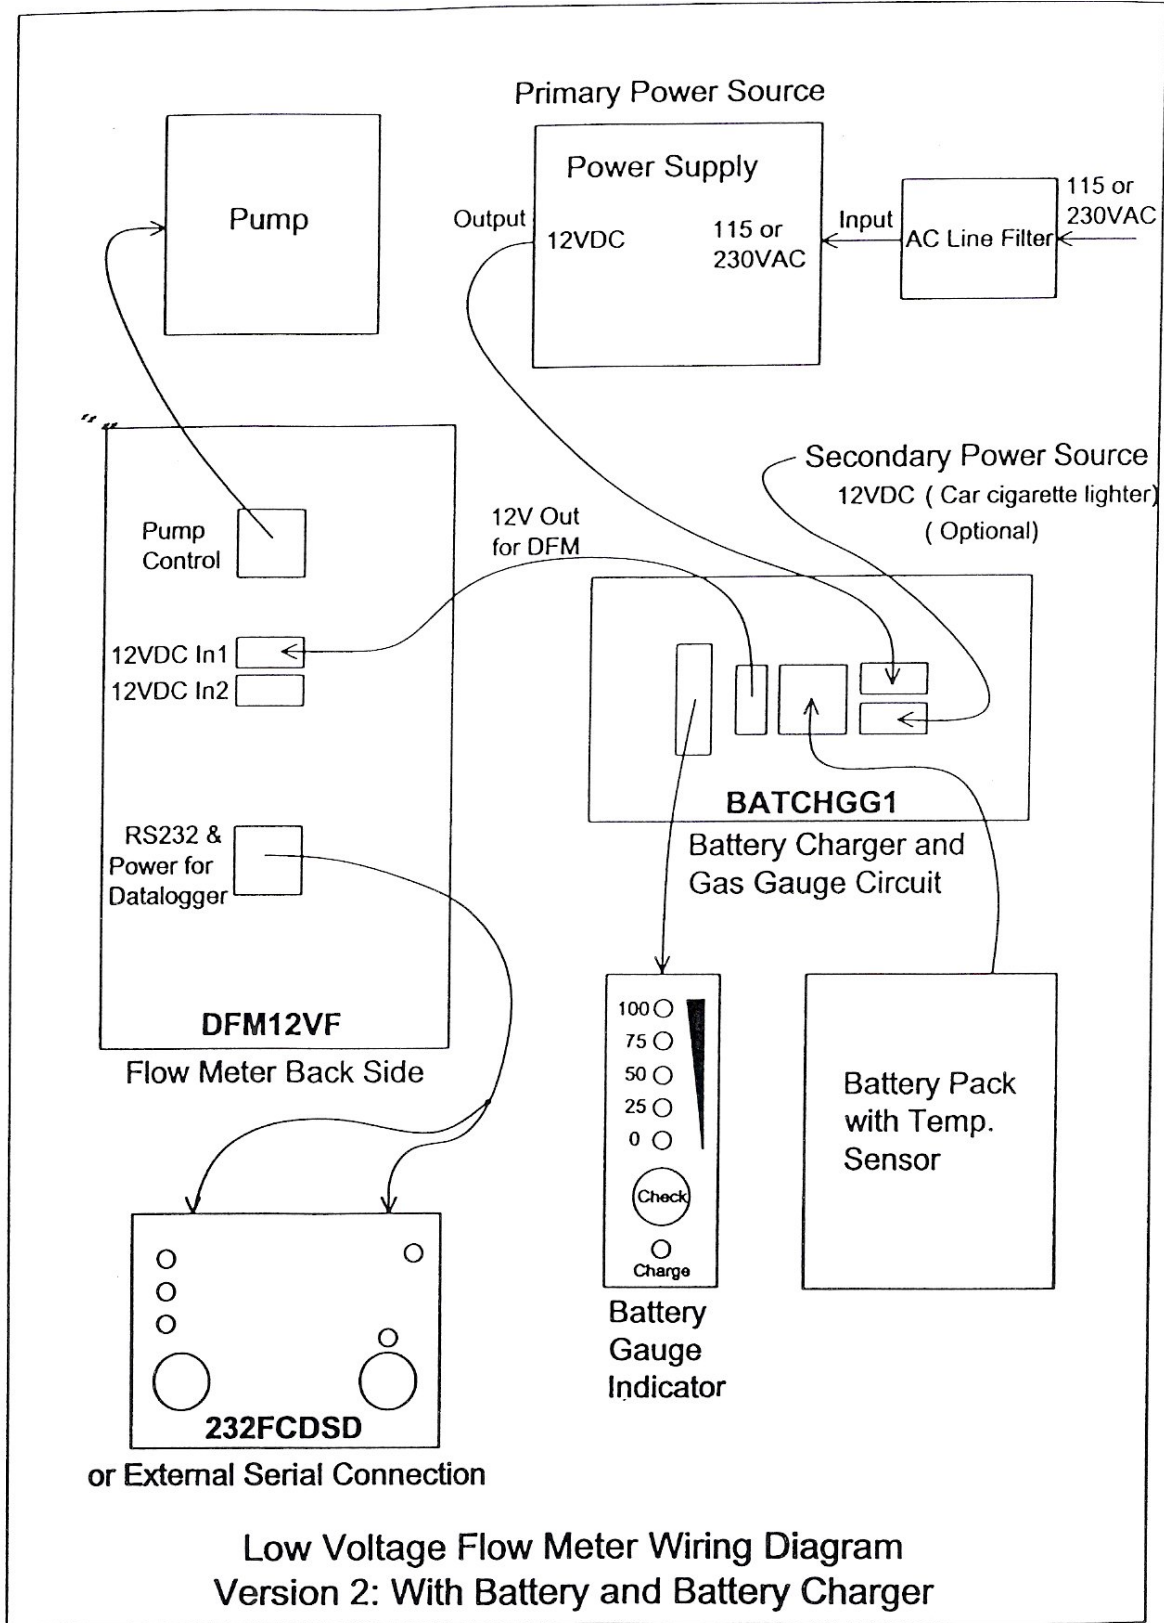 Primary Power Source
Pump
Power Supply
Output
12VDC
115 or
230VAC
Input
AC Line Filter
115 or
230VAC
Secondary Power Source
12VDC ( Car cigarette lighter)
( Optional)
12V Out
for DFM
Pump
Control
12VDC In1
12VDC In2
RS232 &
Power for
Datalogger
DFM12VF
Flow Meter Back Side
BATCHGG1
Battery Charger and
Gas Gauge Circuit
100
75
50
25
0
Check
Charge
Battery
Gauge
Indicator
Battery Pack
with Temp.
Sensor
232FCDSD
or External Serial Connection
Low Voltage Flow Meter Wiring Diagram
Version 2: With Battery and Battery Charger